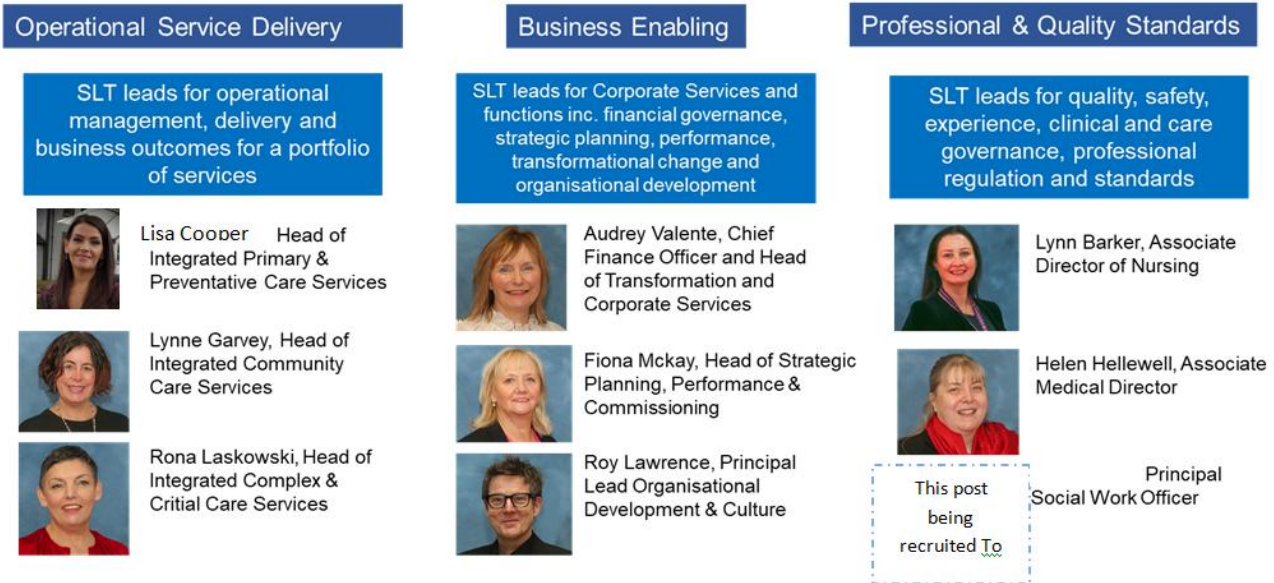 Operational Service Delivery
SLT leads for operational
management, delivery and
business outcomes for a portfolio
of services
Lisa Cooper Head of
Integrated Primary &
Preventative Care Services
Lynne Garvey, Head of
Integrated Community
Care Services
Rona Laskowski, Head of
Integrated Complex &
Critial Care Services
Business Enabling
SLT leads for Corporate Services and
functions inc. financial governance,
strategic planning, performance,
transformational change and
organisational development
Audrey Valente, Chief
Finance Officer and Head
of Transformation and
Corporate Services
Fiona Mckay, Head of Strategic
Planning, Performance &
Commissioning
Roy Lawrence, Principal
Lead Organisational
Development & Culture
Professional & Quality Standards
SLT leads for quality, safety,
experience, clinical and care
governance, professional
regulation and standards
Lynn Barker, Associate
Director of Nursing
Helen Hellewell, Associate
Medical Director
This post
being
recruited To
Principal
Social Work Officer